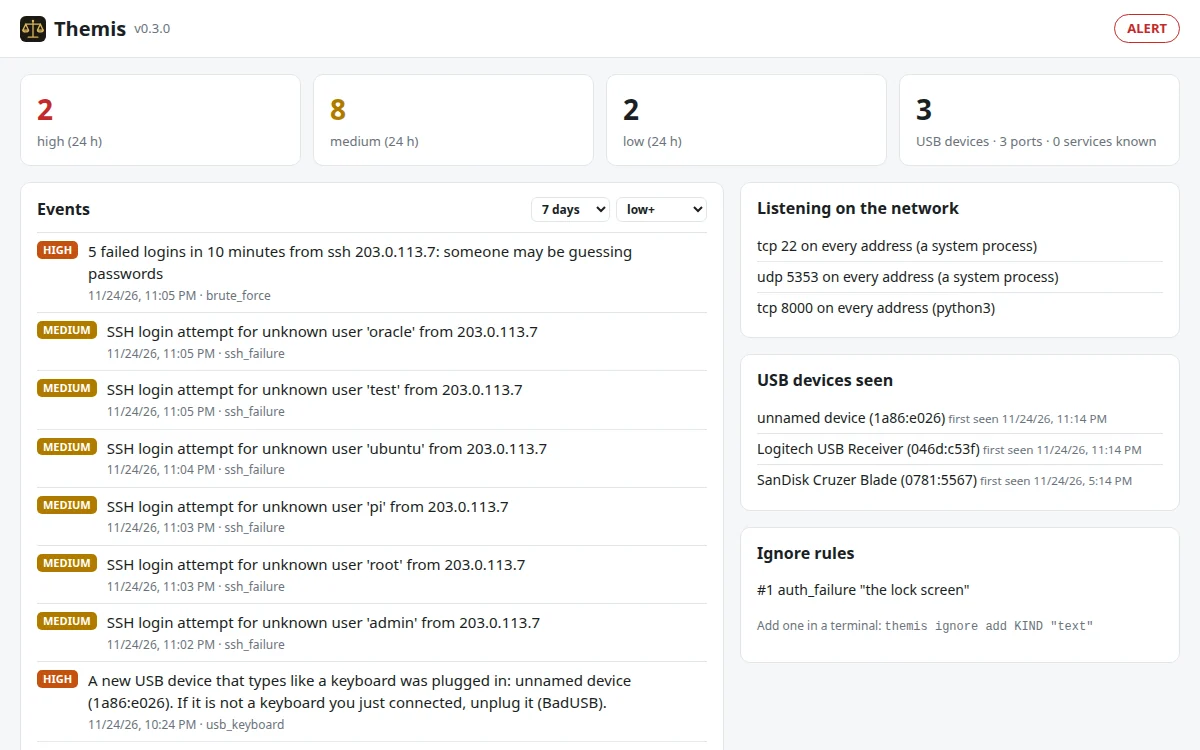 Themis v0.3.0
ALERT
2
high (24 h)
8
medium (24 h)
2
low (24 h)
3
USB devices · 3 ports · 0 services known
Events
7 days
low+
HIGH
5 failed logins in 10 minutes from ssh 203.0.113.7: someone may be guessing
passwords
11/24/26, 11:05 PM · brute_force
MEDIUM
SSH login attempt for unknown user 'oracle' from 203.0.113.7
11/24/26, 11:05 PM · ssh_failure
MEDIUM
SSH login attempt for unknown user 'test' from 203.0.113.7
11/24/26, 11:05 PM · ssh_failure
MEDIUM
SSH login attempt for unknown user 'ubuntu' from 203.0.113.7
11/24/26, 11:04 PM · ssh_failure
MEDIUM
SSH login attempt for unknown user 'pi' from 203.0.113.7
11/24/26, 11:03 PM · ssh_failure
MEDIUM
SSH login attempt for unknown user 'root' from 203.0.113.7
11/24/26, 11:03 PM · ssh_failure
MEDIUM
SSH login attempt for unknown user 'admin' from 203.0.113.7
11/24/26, 11:02 PM · ssh_failure
HIGH
A new USB device that types like a keyboard was plugged in: unnamed device
(1a86:e026). If it is not a keyboard you just connected, unplug it (BadUSB).
11/24/26, 10:24 PM · usb_keyboard
Listening on the network
tcp 22 on every address (a system process)
udp 5353 on every address (a system process)
tcp 8000 on every address (python3)
USB devices seen
unnamed device (1a86:e026) first seen 11/24/26, 11:14 PM
Logitech USB Receiver (046d:c53f) first seen 11/24/26, 11:14 PM
SanDisk Cruzer Blade (0781:5567) first seen 11/24/26, 5:14 PM
Ignore rules
#1 auth_failure "the lock screen"
Add one in a terminal: themis ignore add KIND "text"